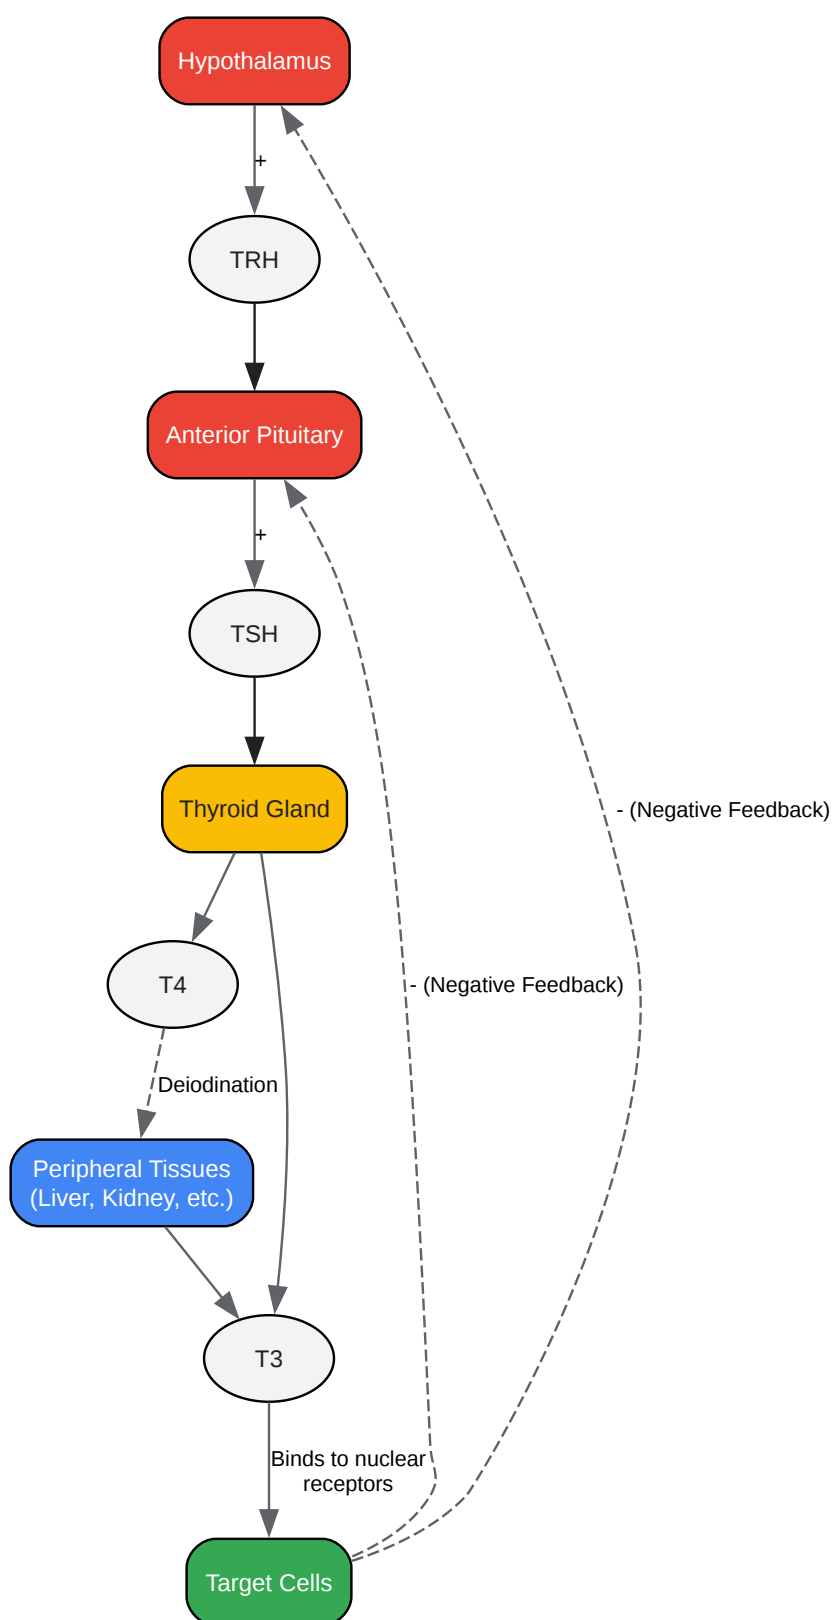 Hypothalamus
+
TRH
Anterior Pituitary
+
TSH
Thyroid Gland
- (Negative Feedback)
T4
- (Negative Feedback)
Deiodination
Peripheral Tissues
(Liver, Kidney, etc.)
T3
Binds to nuclear
receptors
Target Cells